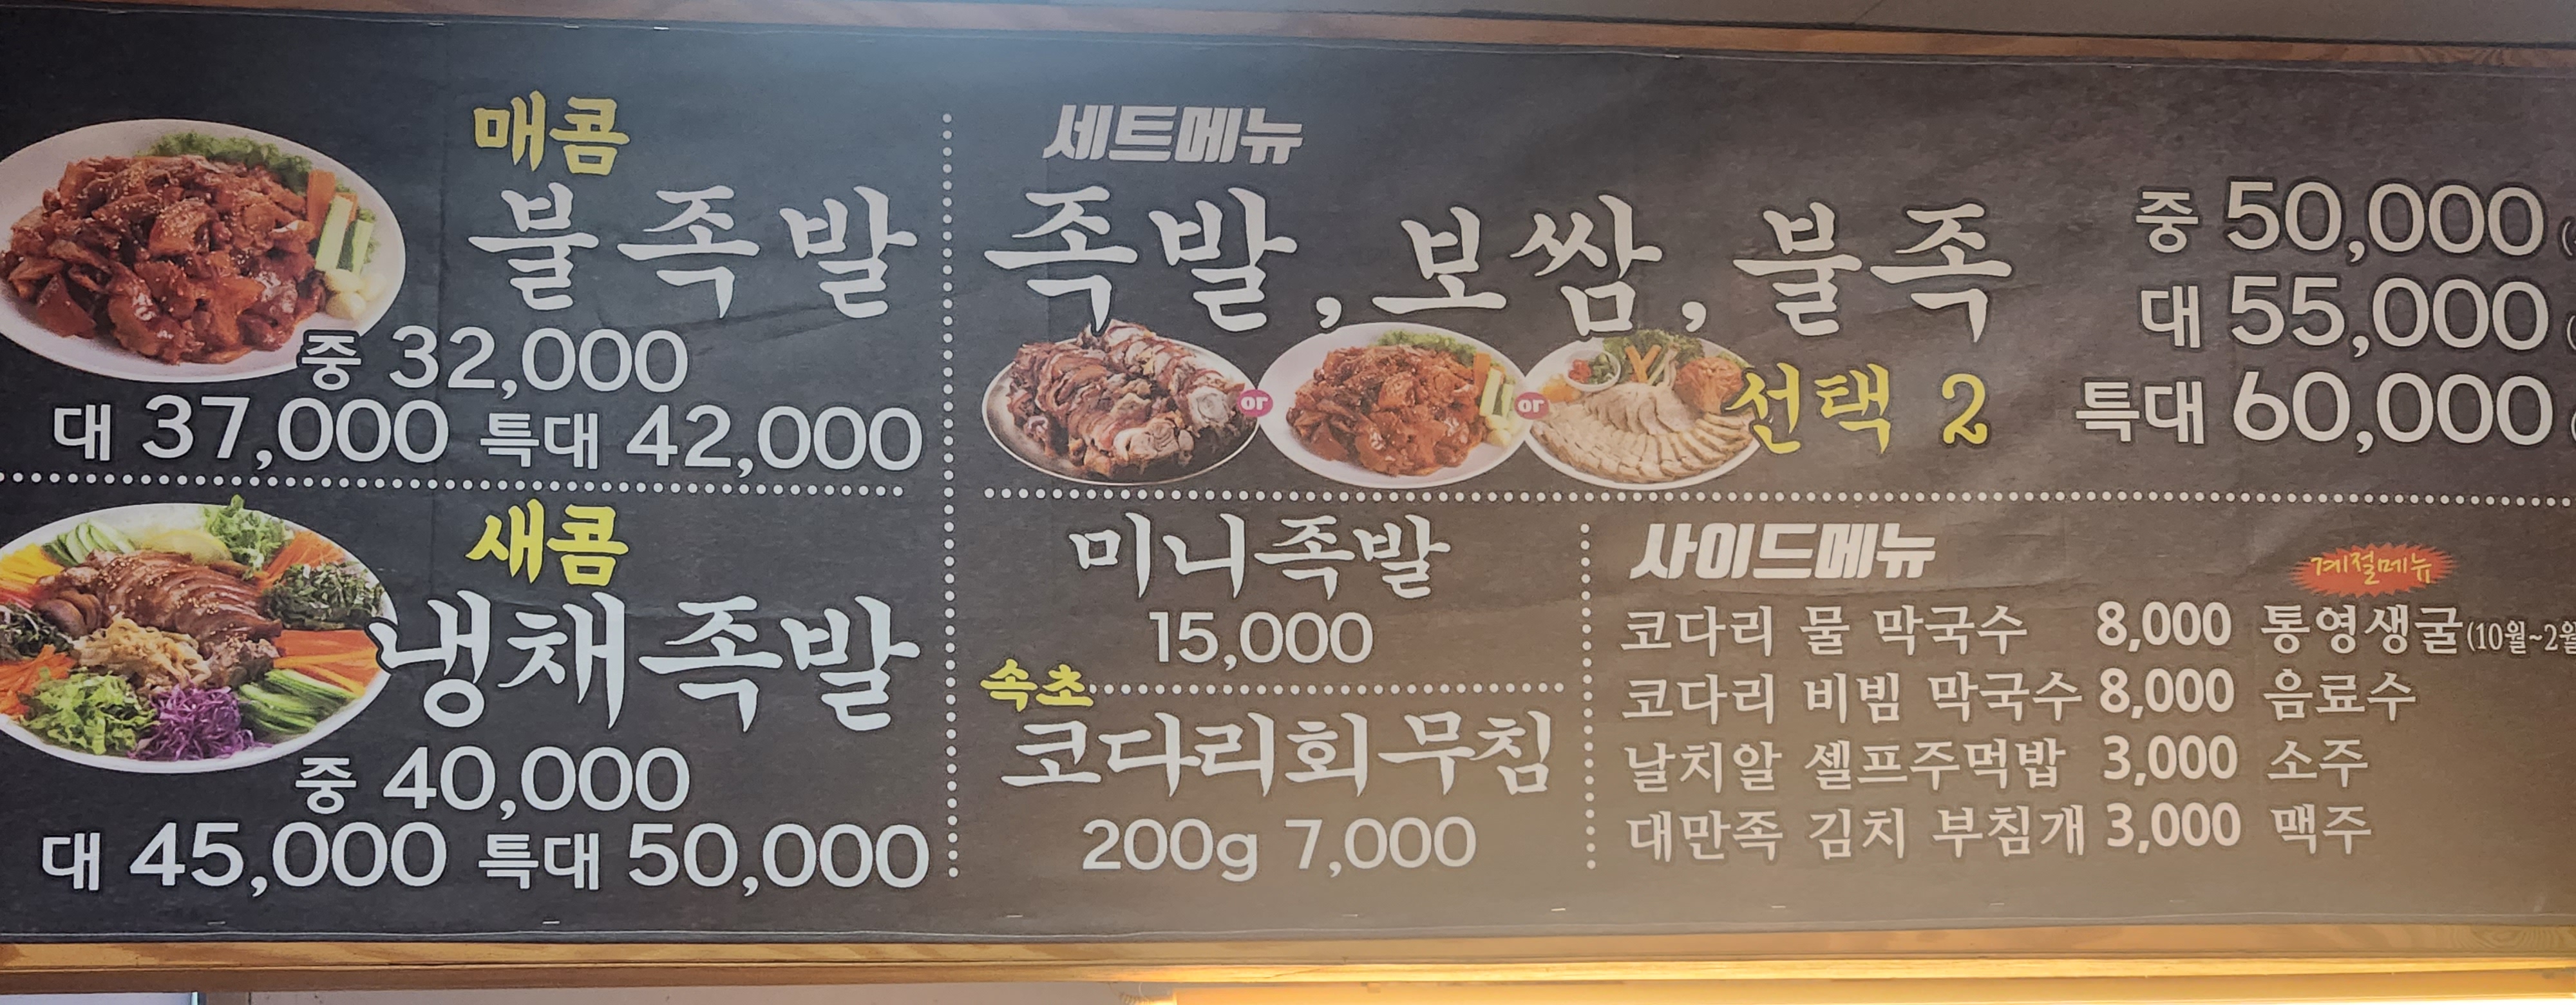 매콤
불족발
중 32,000
대 37,000 특대 42,000
새콤
냉채족발
중 40,000
대 45,000 특대 50,000
세트메뉴
족발, 보쌈, 불족
or or
선택 2
중 50,000
대 55,000
특대 60,000
미니족발
15,000
속초
코다리회무침
200g 7,000
사이드메뉴
코다리 물 막국수 8,000
코다리 비빔 막국수 8,000
날치알 셀프주먹밥 3,000
대만족 김치 부침개 3,000
계절메뉴
통영생굴(10월~2월
음료수
소주
맥주